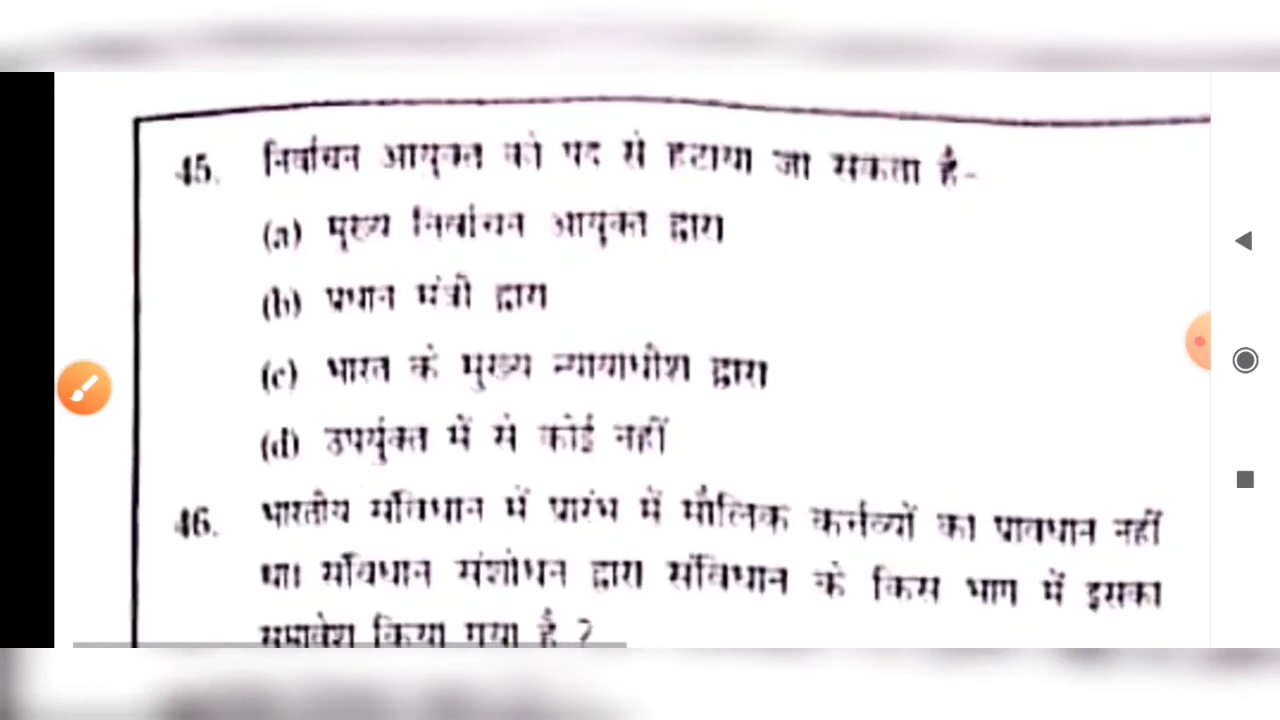 45. निर्वाचन आयुक्त को पद से हटाया जा सकता है-
(a) मुख्य निर्वाचन आयुक्त द्वारा
(b) प्रधान मंत्री द्वारा
(c) भारत के मुख्य न्यायाधीश द्वारा
(d) उपर्युक्त में से कोई नहीं
46. भारतीय संविधान में प्रारंभ में मौलिक कर्त्तव्यों का प्रावधान नहीं
था। संविधान संशोधन द्वारा संविधान के किस भाग में इसका
समावेश किया गया है ?